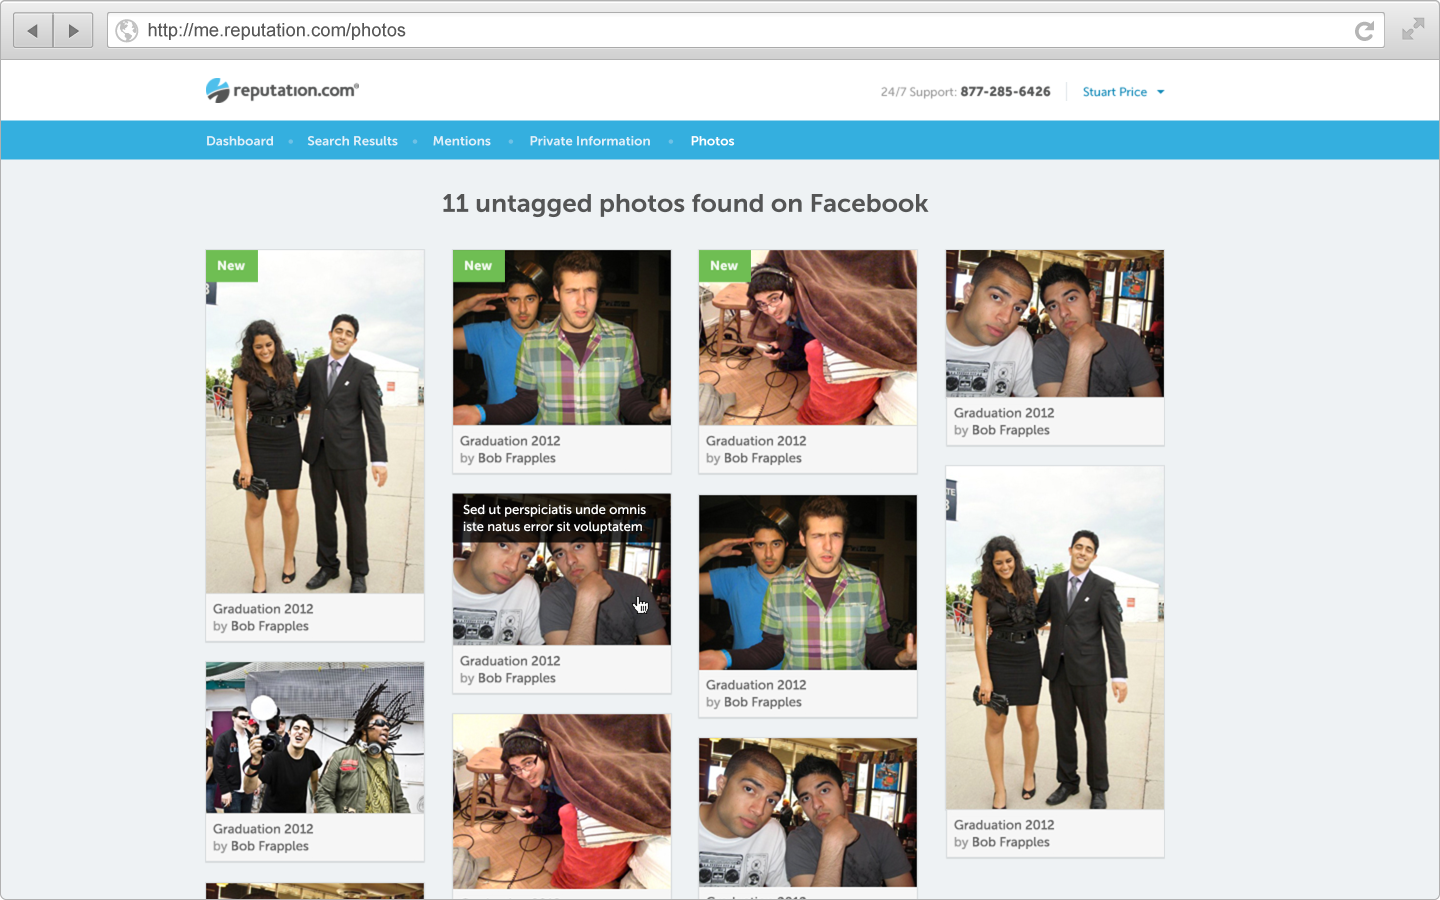 http://me.reputation.com/photos
reputation.com®
24/7 Support: 877-285-6426
Stuart Price
Dashboard
Search Results
Mentions
Private Information
Photos
11 untagged photos found on Facebook
New
Graduation 2012
by Bob Frapples
New
Graduation 2012
by Bob Frapples
New
Graduation 2012
by Bob Frapples
Graduation 2012
by Bob Frapples
Sed ut perspiciatis unde omnis
iste natus error sit voluptatem
Graduation 2012
by Bob Frapples
Graduation 2012
by Bob Frapples
Graduation 2012
by Bob Frapples
Graduation 2012
by Bob Frapples